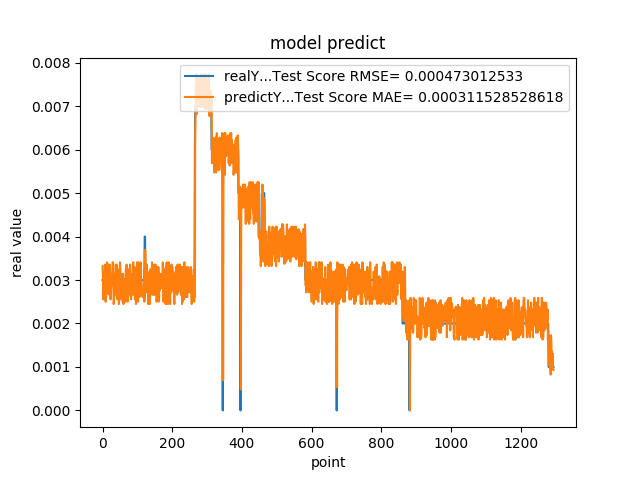 model predict
realY...Test Score RMSE= 0.000473012533
predictY...Test Score MAE= 0.000311528528618
0.008
0.007
0.006
0.005
0.004
0.003
0.002
0.001
0.000
real value
0 200 400 600 800 1000 1200
point